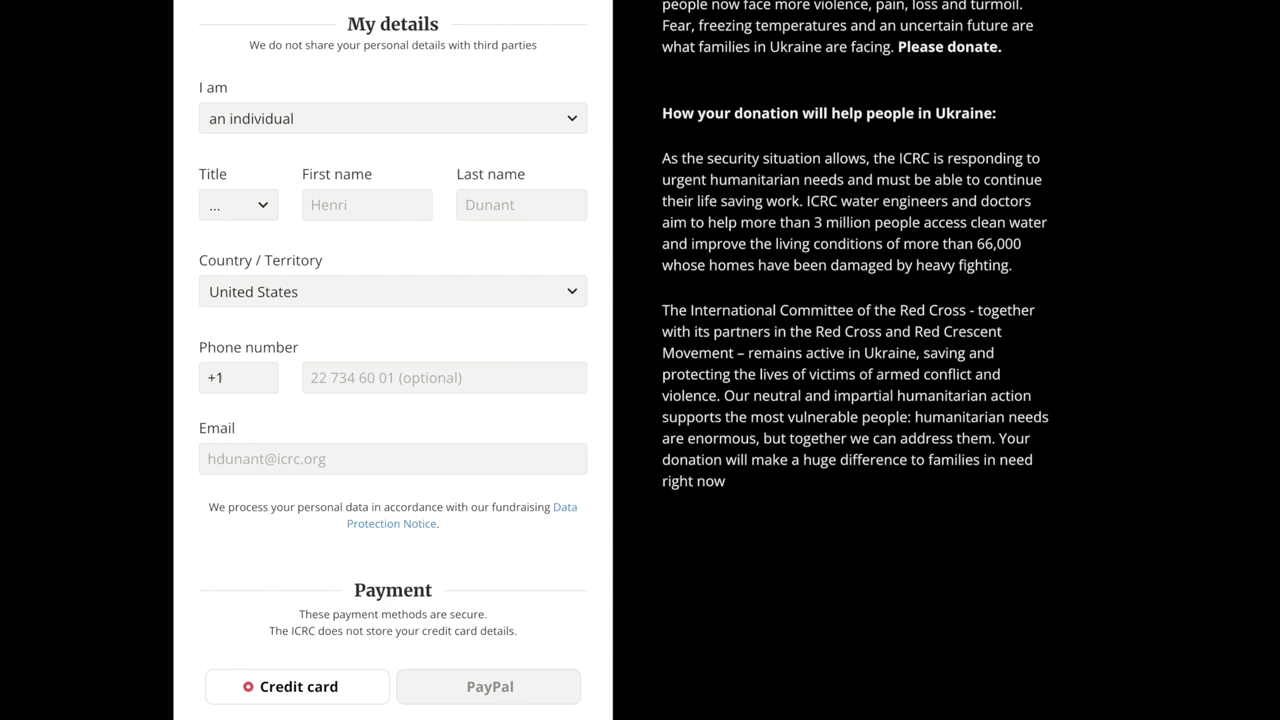 My details
We do not share your personal details with third parties
I am
an individual
Title
First name
Last name
...
Henri
Dunant
Country / Territory
United States
Phone number
+1
22 734 60 01 (optional)
Email
hdunant@icrc.org
We process your personal data in accordance with our fundraising Data
Protection Notice.
Payment
These payment methods are secure.
The ICRC does not store your credit card details.
Credit card
PayPal
people now face more violence, pain, loss and turmoil.
Fear, freezing temperatures and an uncertain future are
what families in Ukraine are facing. Please donate.
How your donation will help people in Ukraine:
As the security situation allows, the ICRC is responding to
urgent humanitarian needs and must be able to continue
their life saving work. ICRC water engineers and doctors
aim to help more than 3 million people access clean water
and improve the living conditions of more than 66,000
whose homes have been damaged by heavy fighting.
The International Committee of the Red Cross - together
with its partners in the Red Cross and Red Crescent
Movement – remains active in Ukraine, saving and
protecting the lives of victims of armed conflict and
violence. Our neutral and impartial humanitarian action
supports the most vulnerable people: humanitarian needs
are enormous, but together we can address them. Your
donation will make a huge difference to families in need
right now